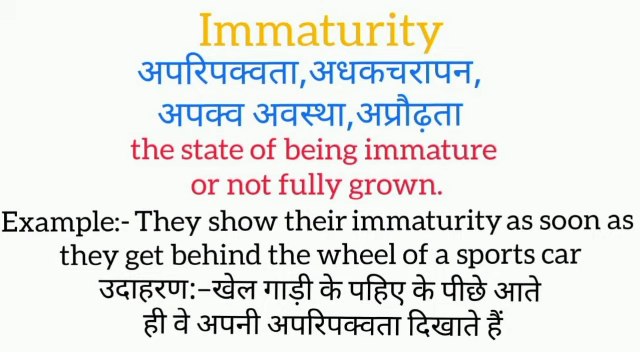 Immaturity
अपरिपक्वता,अधकचरापन,
अपक्व अवस्था,अप्रौढ़ता
the state of being immature
or not fully grown.
Example:- They show their immaturity as soon as
they get behind the wheel of a sports car
उदाहरण:–खेल गाड़ी के पहिए के पीछे आते
ही वे अपनी अपरिपक्वता दिखाते हैं